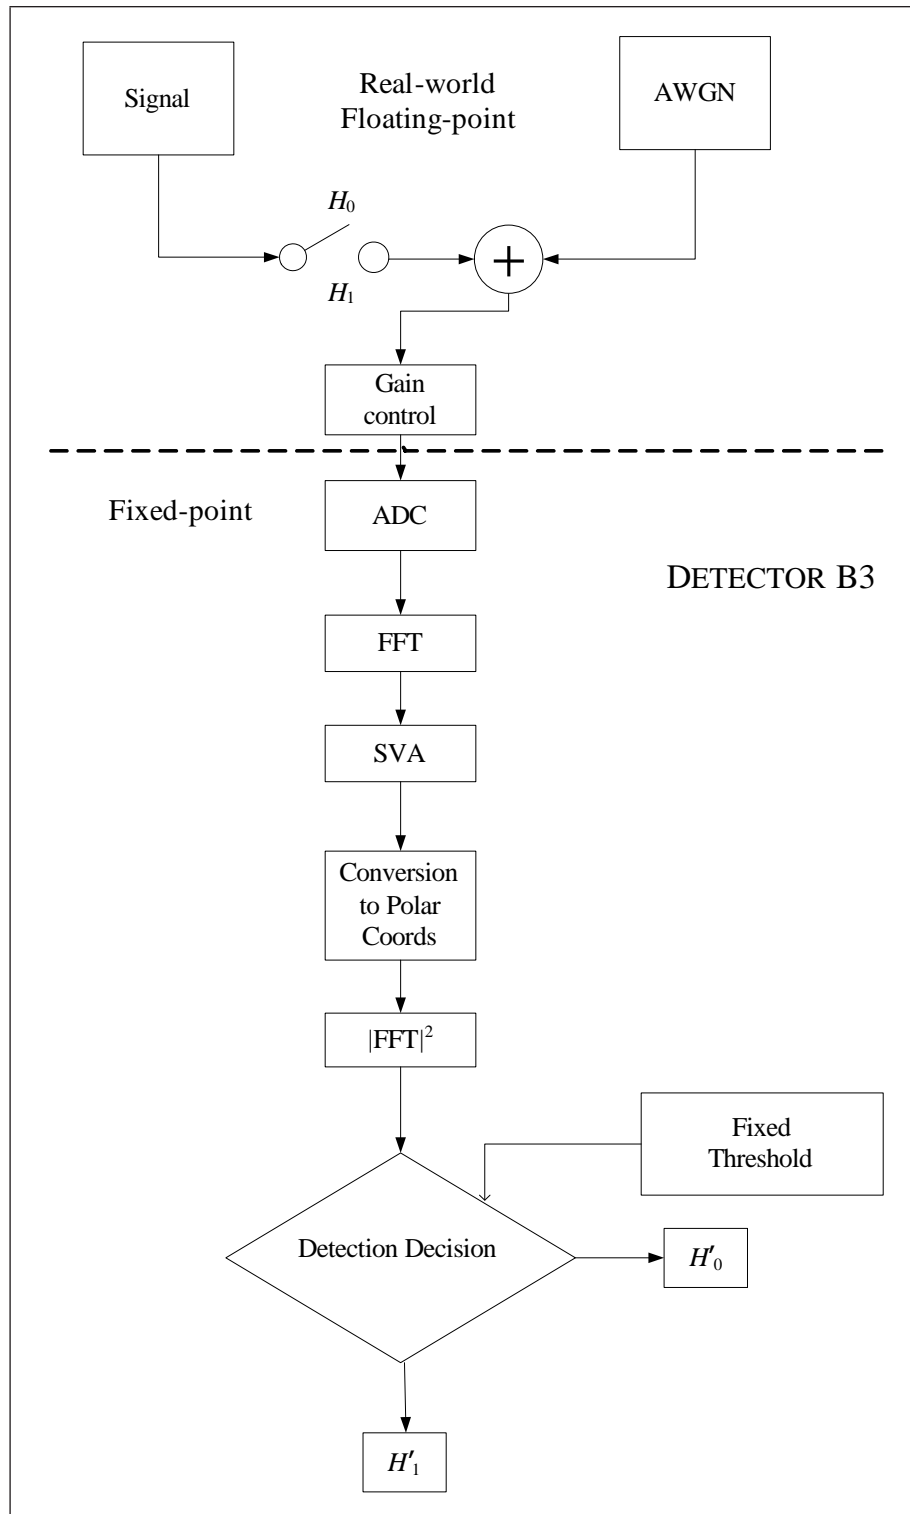 Signal
Real-world
Floating-point
AWGN
H₀
H₁
+
Gain
control
Fixed-point
ADC
DETECTOR B3
FFT
SVA
Conversion
to Polar
Coords
|FFT|²
Fixed
Threshold
Detection Decision
H′₀
H′₁